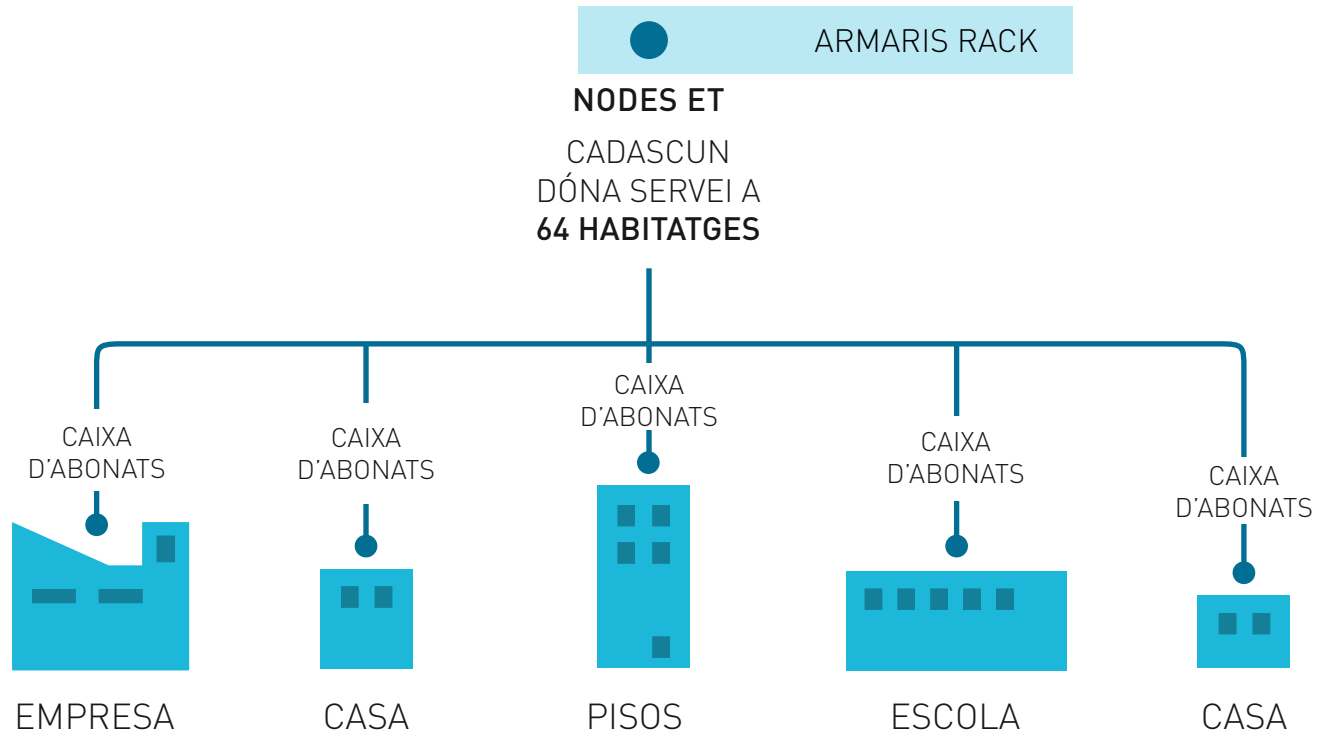 ARMARIS RACK
NODES ET
CADASCUN
DÓNA SERVEI A
64 HABITATGES
CAIXA
D'ABONATS
CAIXA
D'ABONATS
CAIXA
D'ABONATS
CAIXA
D'ABONATS
CAIXA
D'ABONATS
EMPRESA
CASA
PISOS
ESCOLA
CASA